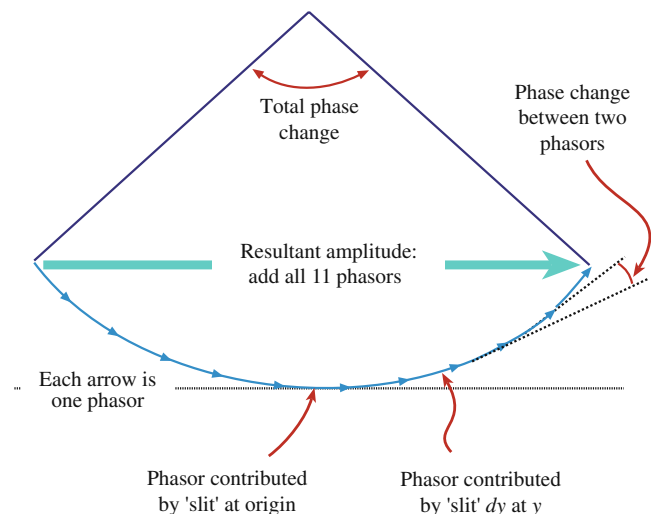 Total phase
change
Phase change
between two
phasors
Resultant amplitude:
add all 11 phasors
Each arrow is
one phasor
Phasor contributed
by 'slit' at origin
Phasor contributed
by 'slit' dy at y